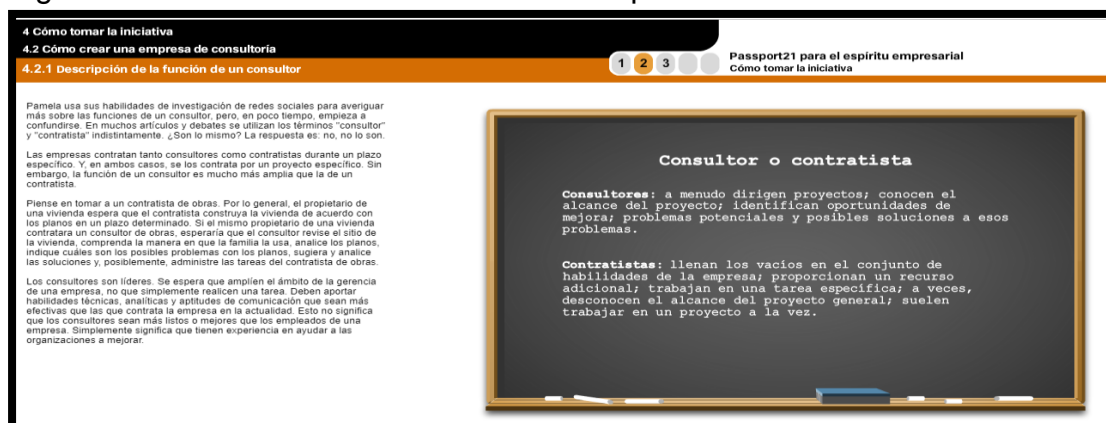 4 Cómo tomar la iniciativa
4.2 Cómo crear una empresa de consultoría
4.2.1 Descripción de la función de un consultor
1 2 3
Passport21 para el espíritu empresarial
Cómo tomar la iniciativa
Pamela usa sus habilidades de investigación de redes sociales para averiguar
más sobre las funciones de un consultor, pero, en poco tiempo, empieza a
confundirse. En muchos artículos y debates se utilizan los términos "consultor"
y "contratista" indistintamente. ¿Son lo mismo? La respuesta es: no, no lo son.
Las empresas contratan tanto consultores como contratistas durante un plazo
específico. Y, en ambos casos, se los contrata por un proyecto específico. Sin
embargo, la función de un consultor es mucho más amplia que la de un
contratista.
Piense en tomar a un contratista de obras. Por lo general, el propietario de
una vivienda espera que el contratista construya la vivienda de acuerdo con
los planos en un plazo determinado. Si el mismo propietario de una vivienda
contratara un consultor de obras, esperaría que el consultor revise el sitio de
la vivienda, comprenda la manera en que la familia la usa, analice los planos,
indique cuáles son los posibles problemas con los planos, sugiera y analice
las soluciones y, posiblemente, administre las tareas del contratista de obras.
Los consultores son líderes. Se espera que amplíen el ámbito de la gerencia
de una empresa, no que simplemente realicen una tarea. Deben aportar
habilidades técnicas, analíticas y aptitudes de comunicación que sean más
efectivas que las que contrata la empresa en la actualidad. Esto no significa
que los consultores sean más listos o mejores que los empleados de una
empresa. Simplemente significa que tienen experiencia en ayudar a las
organizaciones a mejorar.
Consultor o contratista
Consultores: a menudo dirigen proyectos; conocen el
alcance del proyecto; identifican oportunidades de
mejora; problemas potenciales y posibles soluciones a esos
problemas.
Contratistas: llenan los vacíos en el conjunto de
habilidades de la empresa; proporcionan un recurso
adicional; trabajan en una tarea específica; a veces,
desconocen el alcance del proyecto general; suelen
trabajar en un proyecto a la vez.